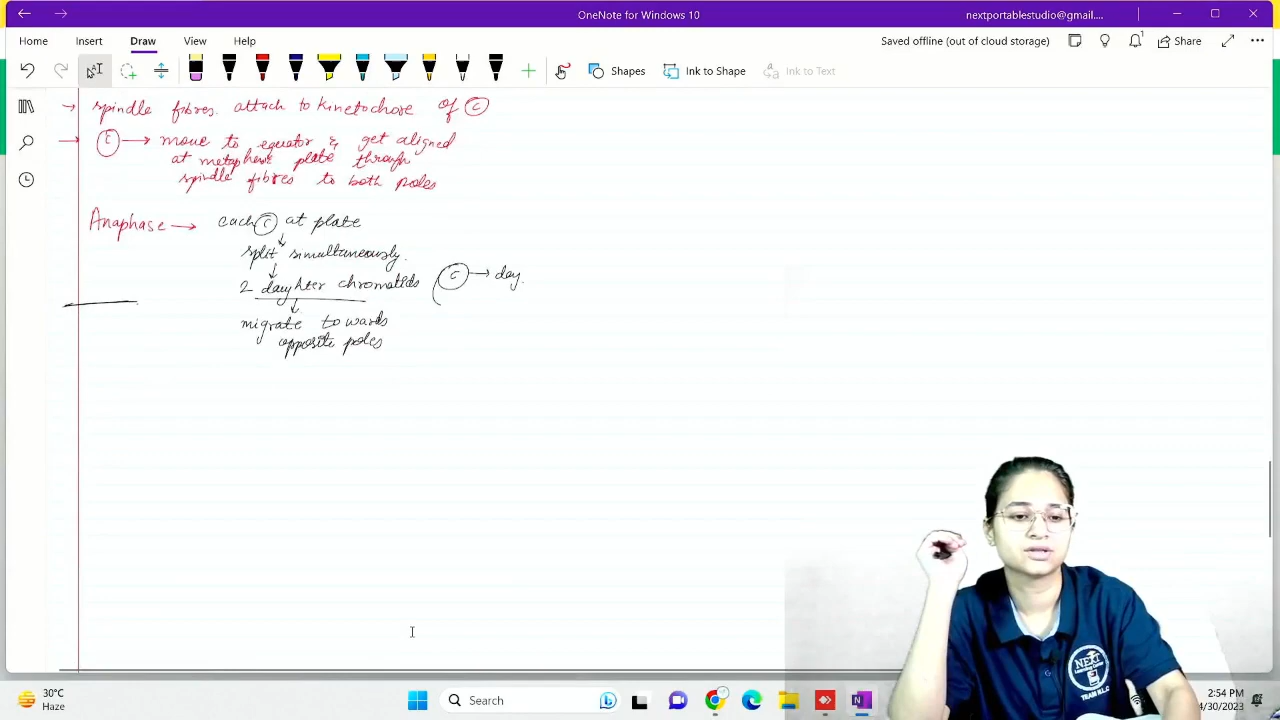 OneNote for Windows 10
nextportablestudio@gmail....
Home Insert Draw View Help
Saved offline (out of cloud storage)
Share
Shapes
Ink to Shape
Ink to Text
→ spindle fibres. attach to kinetochore of Ⓒ
→ Ⓒ → move to equator & get aligned
at metaphase plate through
spindle fibres to both poles
Anaphase → each Ⓒ at plate
↓
split simultaneously.
↓
2 daughter chromatids (Ⓒ → day.
↓
migrate towards
opposite poles
NEXT
TEAM N.L.C
30°C
Haze
Search
2:54 PM
4/30/2023